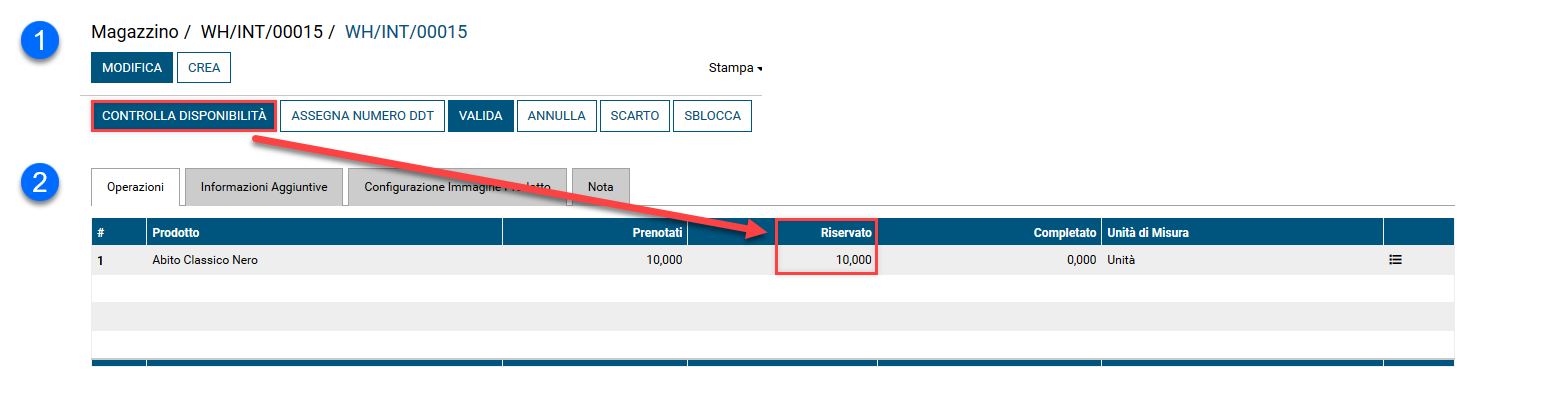 1
Magazzino / WH/INT/00015 / WH/INT/00015
MODIFICA CREA Stampa
CONTROLLA DISPONIBILITÀ ASSEGNA NUMERO DDT VALIDA ANNULLA SCARTO SBLOCCA
2
Operazioni Informazioni Aggiuntive Configurazione Immagine Prodotto Nota
# Prodotto Prenotati Riservato Completato Unità di Misura
1 Abito Classico Nero 10,000 10,000 0,000 Unità